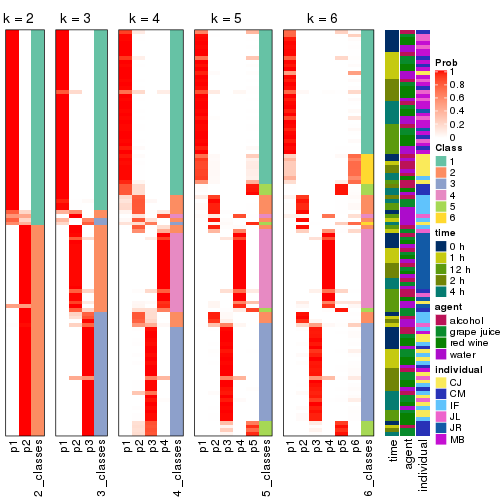 k = 2 k = 3 k = 4 k = 5 k = 6
Prob
1
0.8
0.6
0.4
0.2
0
Class
1
2
3
4
5
6
time
0 h
1 h
12 h
2 h
4 h
agent
alcohol
grape juice
red wine
water
individual
CJ
CM
IF
JL
JR
MB
p1 p2 2_classes p1 p2 p3 3_classes p1 p2 p3 p4 4_classes p1 p2 p3 p4 p5 5_classes p1 p2 p3 p4 p5 p6 6_classes time agent individual